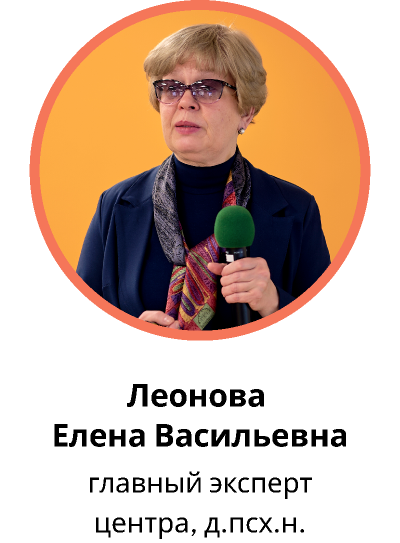 Леонова
Елена Васильевна
главный эксперт
центра, д.псх.н.